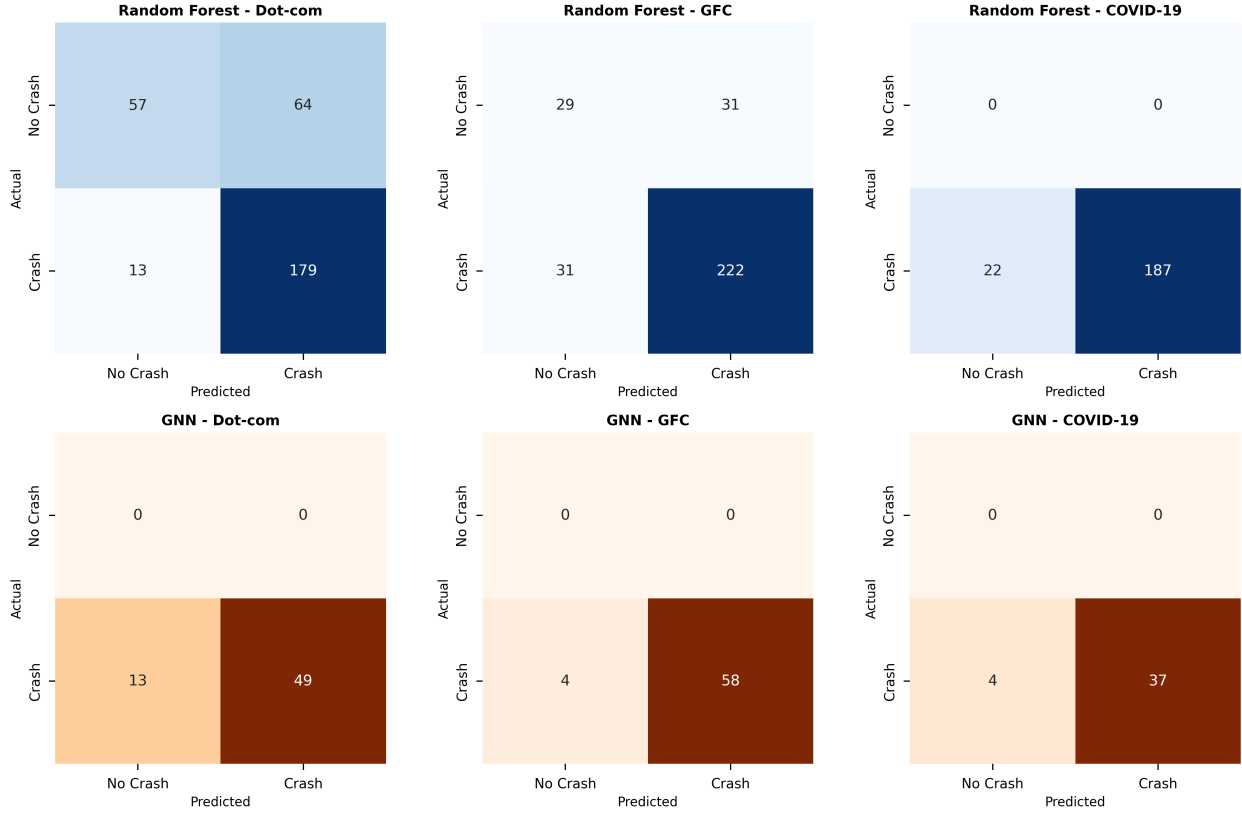 Random Forest - Dot-com
No Crash
57
64
Actual
Crash
13
179
No Crash
Crash
Predicted
Random Forest - GFC
No Crash
29
31
Actual
Crash
31
222
No Crash
Crash
Predicted
Random Forest - COVID-19
No Crash
0
0
Actual
Crash
22
187
No Crash
Crash
Predicted
GNN - Dot-com
No Crash
0
0
Actual
Crash
13
49
No Crash
Crash
Predicted
GNN - GFC
No Crash
0
0
Actual
Crash
4
58
No Crash
Crash
Predicted
GNN - COVID-19
No Crash
0
0
Actual
Crash
4
37
No Crash
Crash
Predicted